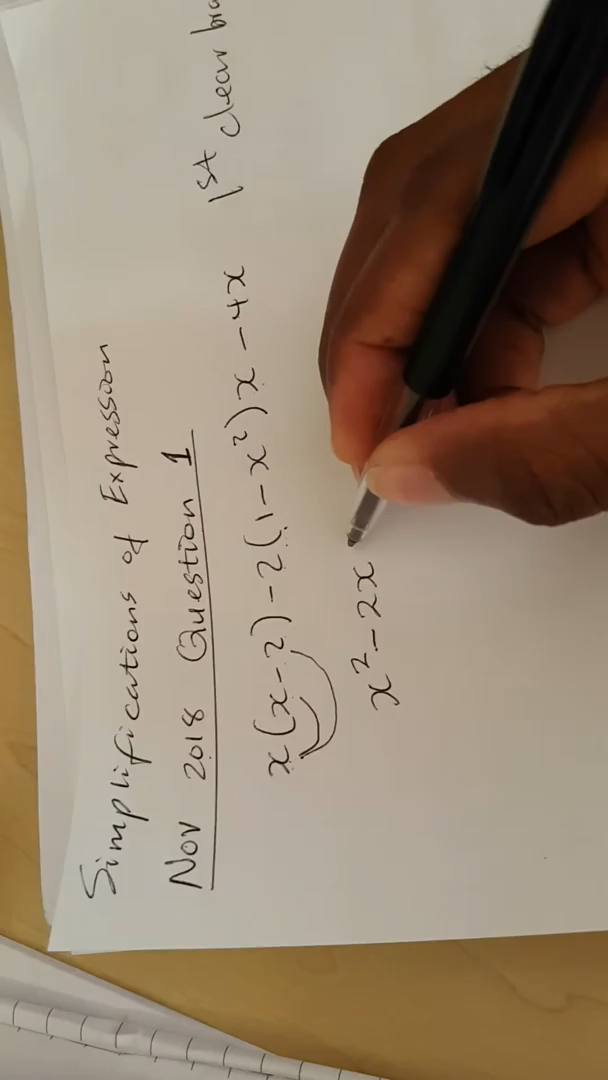 Simplifications of Expression
Nov 2018 Question 1
x(x-2)-2(1-x²)x-4x 1st clear
x²-2x